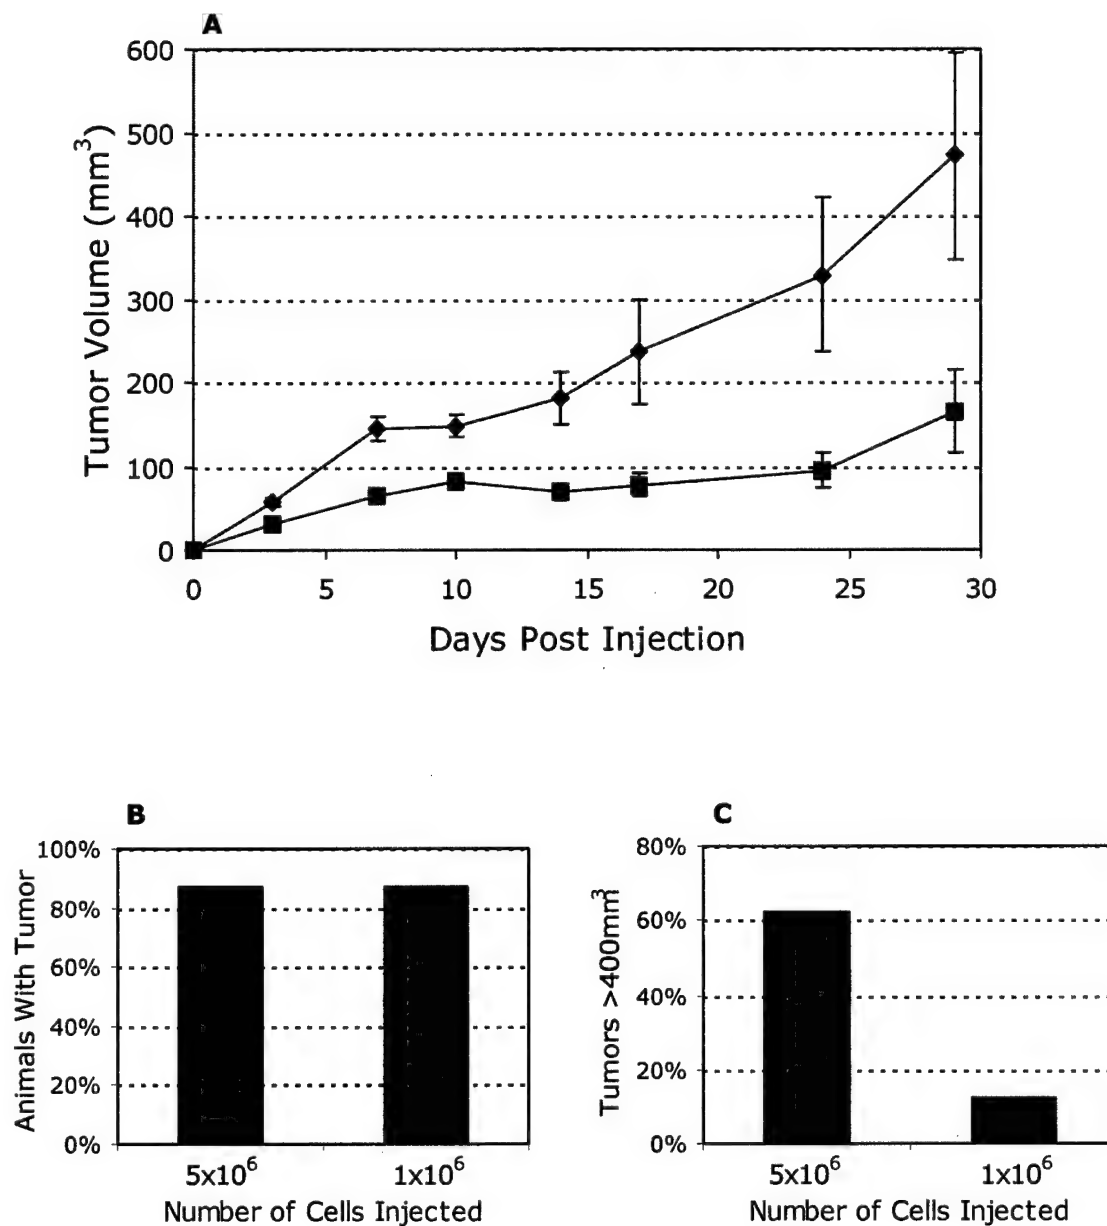 A
600
500
400
300
200
100
0
Tumor Volume (mm³)
0 5 10 15 20 25 30
Days Post Injection
B
100%
80%
60%
40%
20%
0%
Animals With Tumor
5x10⁶ 1x10⁶
Number of Cells Injected
C
80%
60%
40%
20%
0%
Tumors >400mm³
5x10⁶ 1x10⁶
Number of Cells Injected